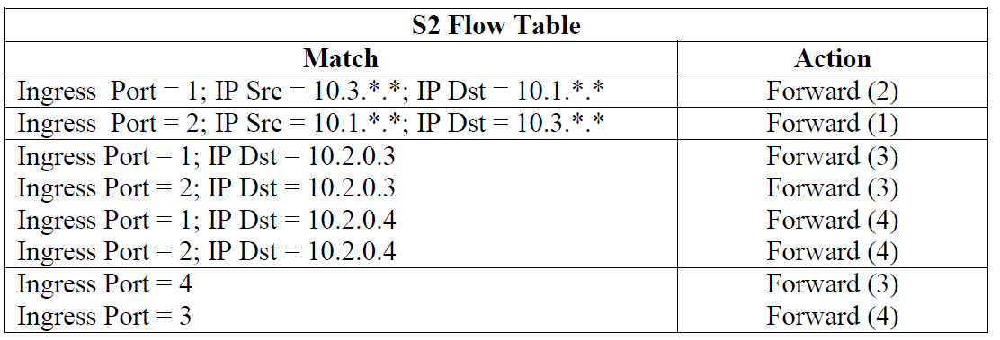 S2 Flow Table
Match Action
Ingress Port = 1; IP Src = 10.3.*.*; IP Dst = 10.1.*.* Forward (2)
Ingress Port = 2; IP Src = 10.1.*.*; IP Dst = 10.3.*.* Forward (1)
Ingress Port = 1; IP Dst = 10.2.0.3 Forward (3)
Ingress Port = 2; IP Dst = 10.2.0.3 Forward (3)
Ingress Port = 1; IP Dst = 10.2.0.4 Forward (4)
Ingress Port = 2; IP Dst = 10.2.0.4 Forward (4)
Ingress Port = 4 Forward (3)
Ingress Port = 3 Forward (4)